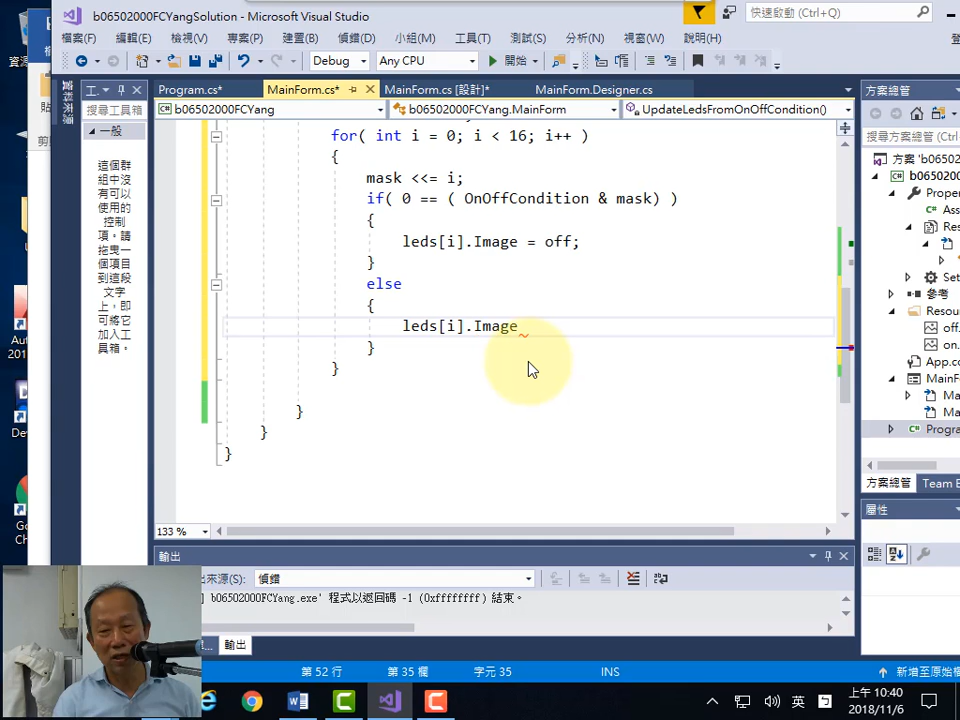 b06502000FCYangSolution - Microsoft Visual Studio
快速啟動 (Ctrl+Q)
檔案(F) 編輯(E) 檢視(V) 專案(P) 建置(B) 偵錯(D) 小組(M) 工具(T) 測試(S) 分析(N) 視窗(W) 說明(H)
Debug Any CPU 開始
Program.cs* MainForm.cs* MainForm.cs [設計]* MainForm.Designer.cs
b06502000FCYang b06502000FCYang.MainForm UpdateLedsFromOnOffCondition()
資料來源
工...
搜尋工具箱
一般
這個群
組中沒
有可以
使用的
控制
項。請
拖曳一
個項目
到這段
文字
上，即
可將它
加入工
具箱。
for( int i = 0; i < 16; i++ )
{
mask <<= i;
if( 0 == ( OnOffCondition & mask) )
{
leds[i].Image = off;
}
else
{
leds[i].Image
}
}
}
}
}
133 %
方案總管
搜尋方案總管
方案 'b06502
b065020
Proper
Ass
Res
Set
參考
Resou
off.
on.
App.c
MainF
Ma
Ma
Progra
方案總管 Team E
屬性
輸出
出來源(S): 偵錯
b06502000FCYang.exe' 程式以返回碼 -1 (0xffffffff) 結束。
輸出
第 52 行 第 35 欄 字元 35 INS 新增至原始
英 上午 10:40
2018/11/6